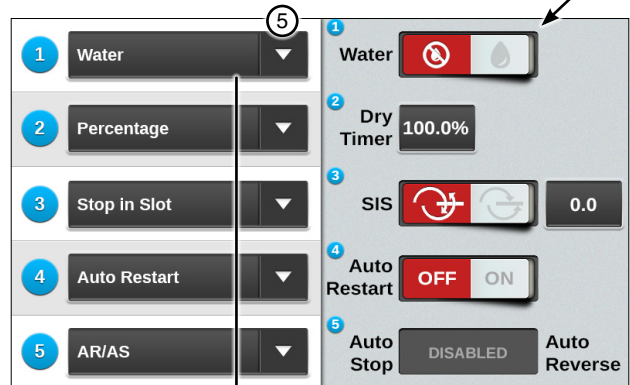 5
1 Water
2 Percentage
3 Stop in Slot
4 Auto Restart
5 AR/AS
1
Water
2
Dry
Timer 100.0%
3
SIS 0.0
4
Auto
Restart OFF ON
5
Auto
Stop DISABLED Auto
Reverse